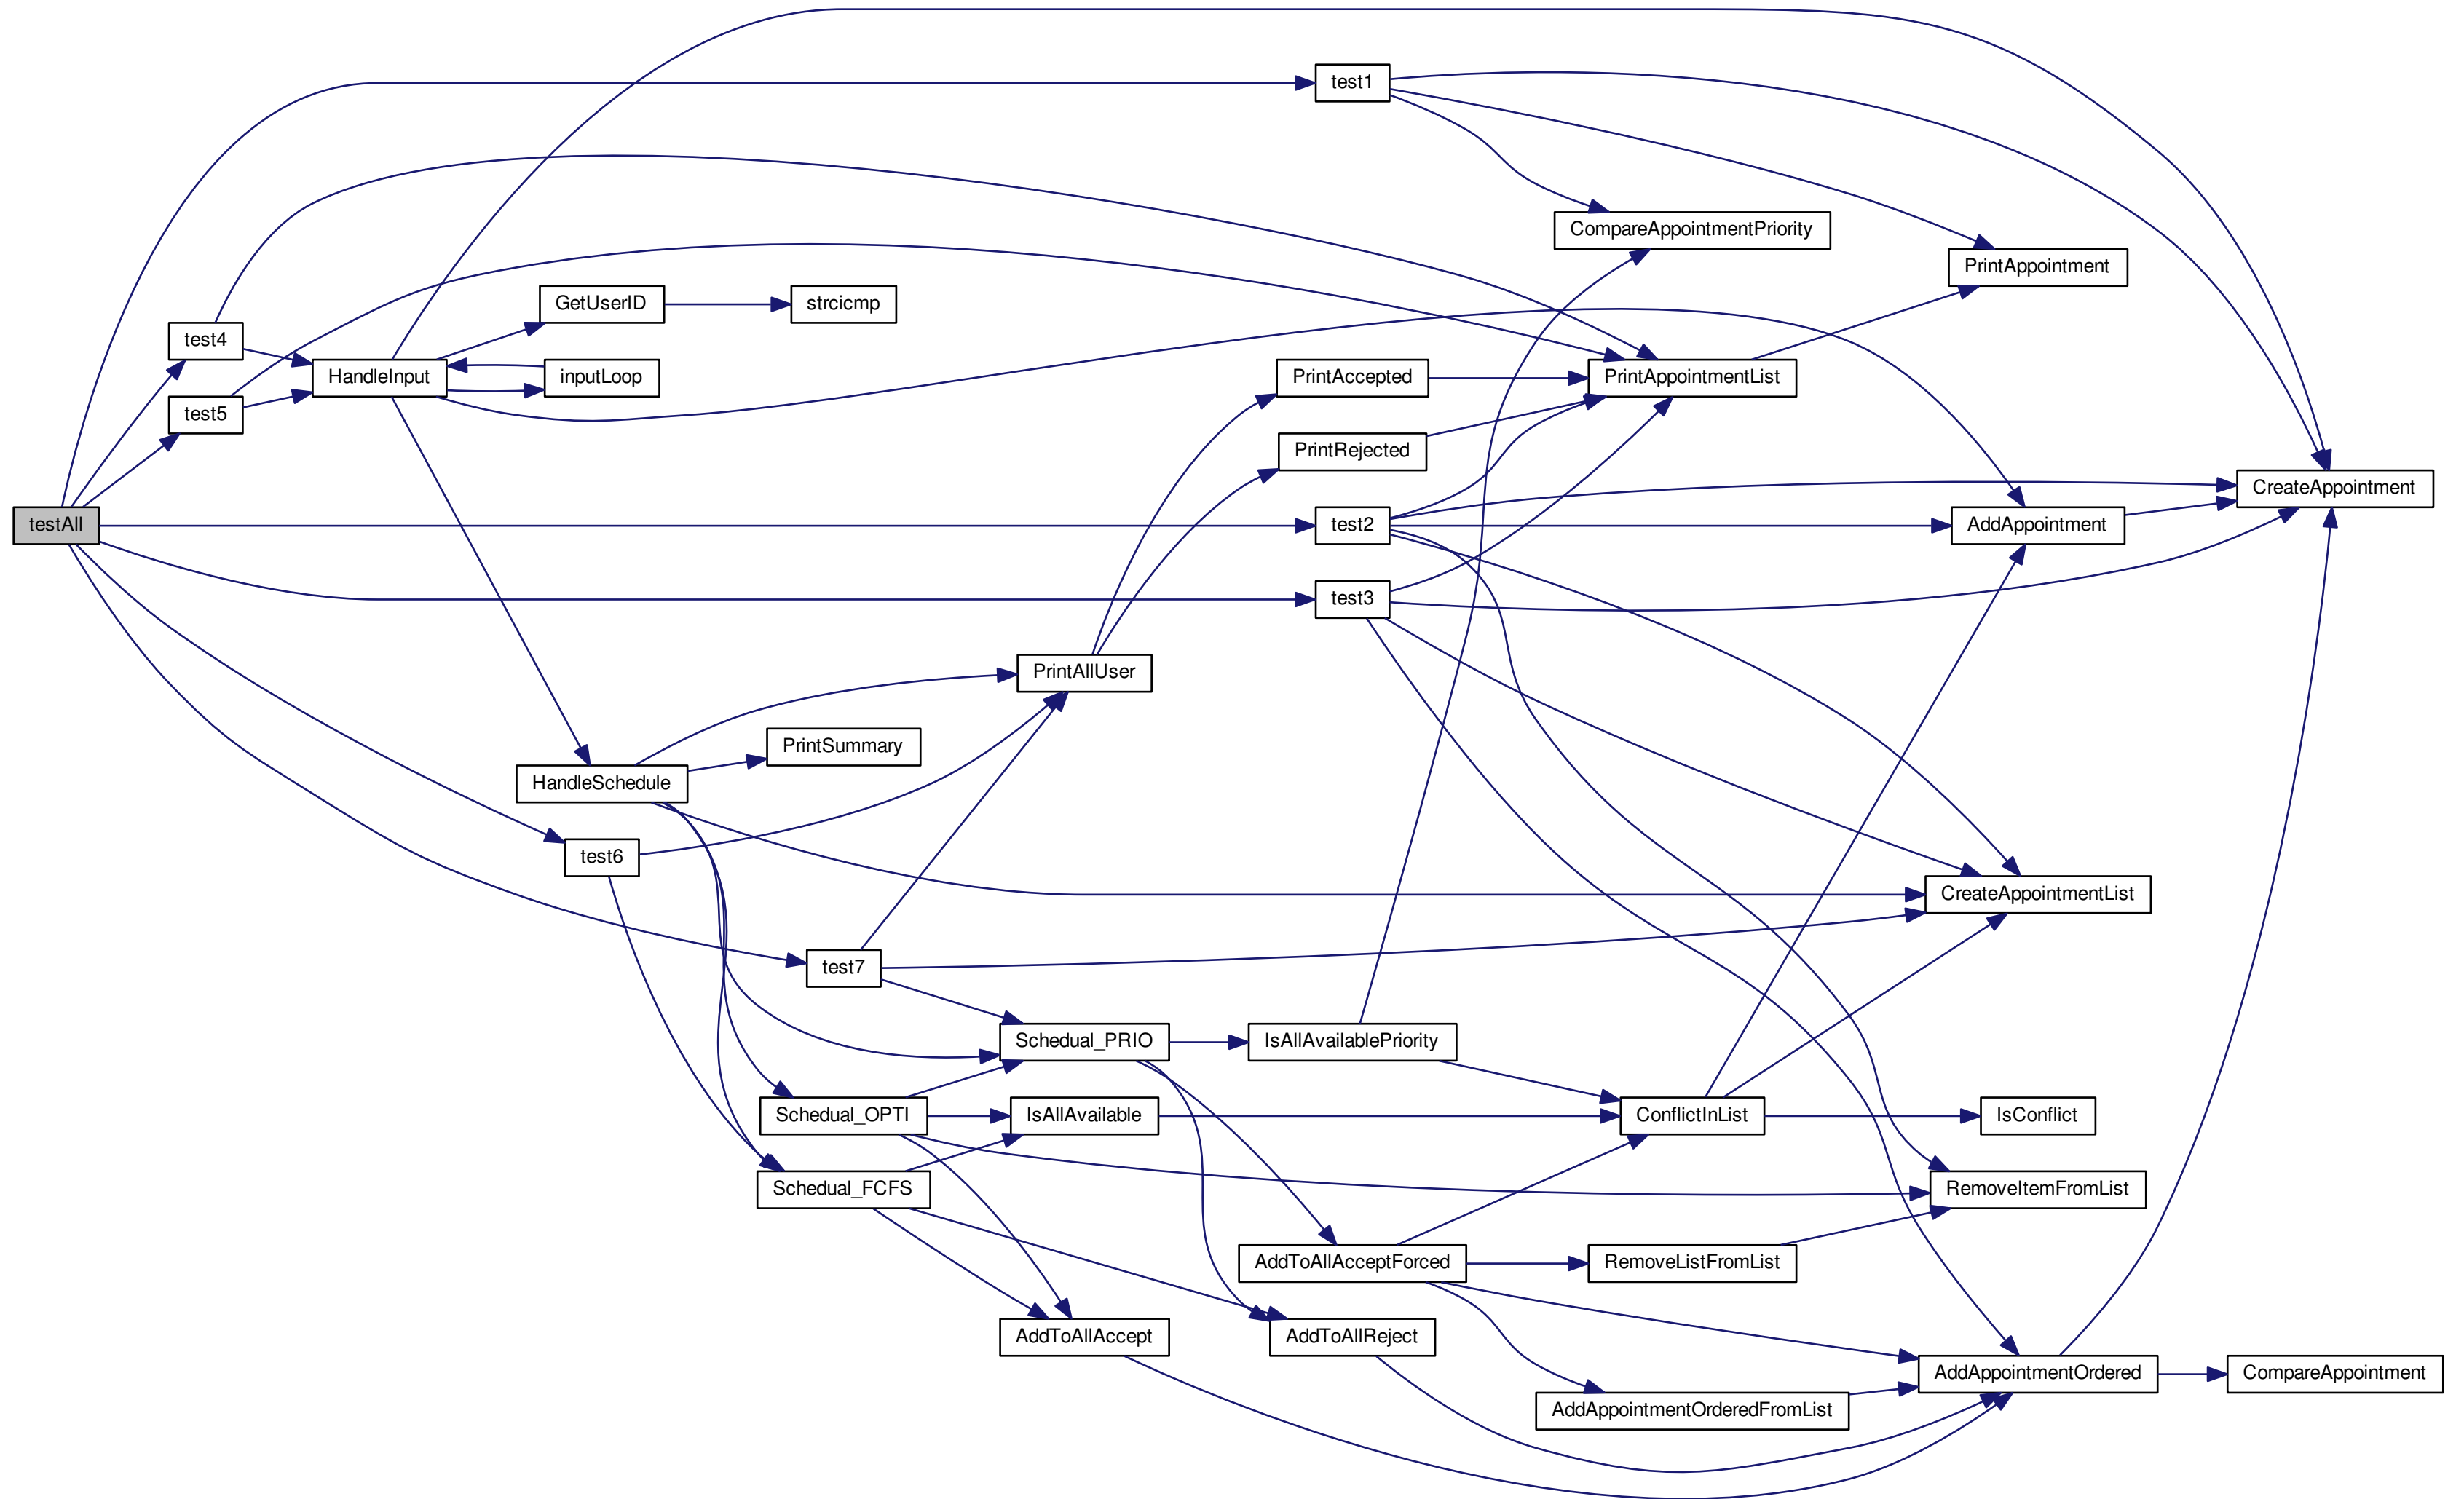 test1
CompareAppointmentPriority
PrintAppointment
GetUserID
strcicmp
test4
HandleInput
inputLoop
PrintAccepted
PrintAppointmentList
test5
PrintRejected
CreateAppointment
testAll
test2
AddAppointment
test3
PrintAllUser
PrintSummary
HandleSchedule
test6
CreateAppointmentList
test7
Schedual_PRIO
IsAllAvailablePriority
Schedual_OPTI
IsAllAvailable
ConflictInList
IsConflict
Schedual_FCFS
RemoveItemFromList
AddToAllAcceptForced
RemoveListFromList
AddToAllAccept
AddToAllReject
AddAppointmentOrdered
CompareAppointment
AddAppointmentOrderedFromList